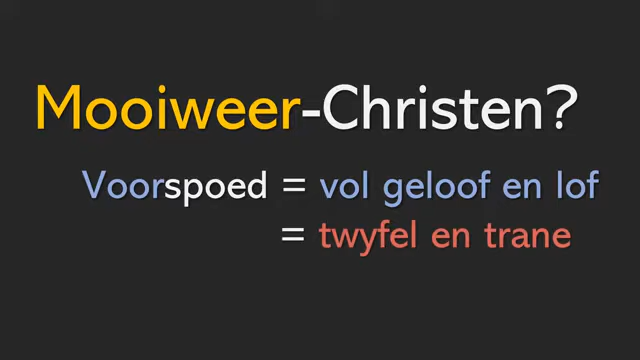 Mooiweer-Christen?
Voorspoed = vol geloof en lof
= twyfel en trane